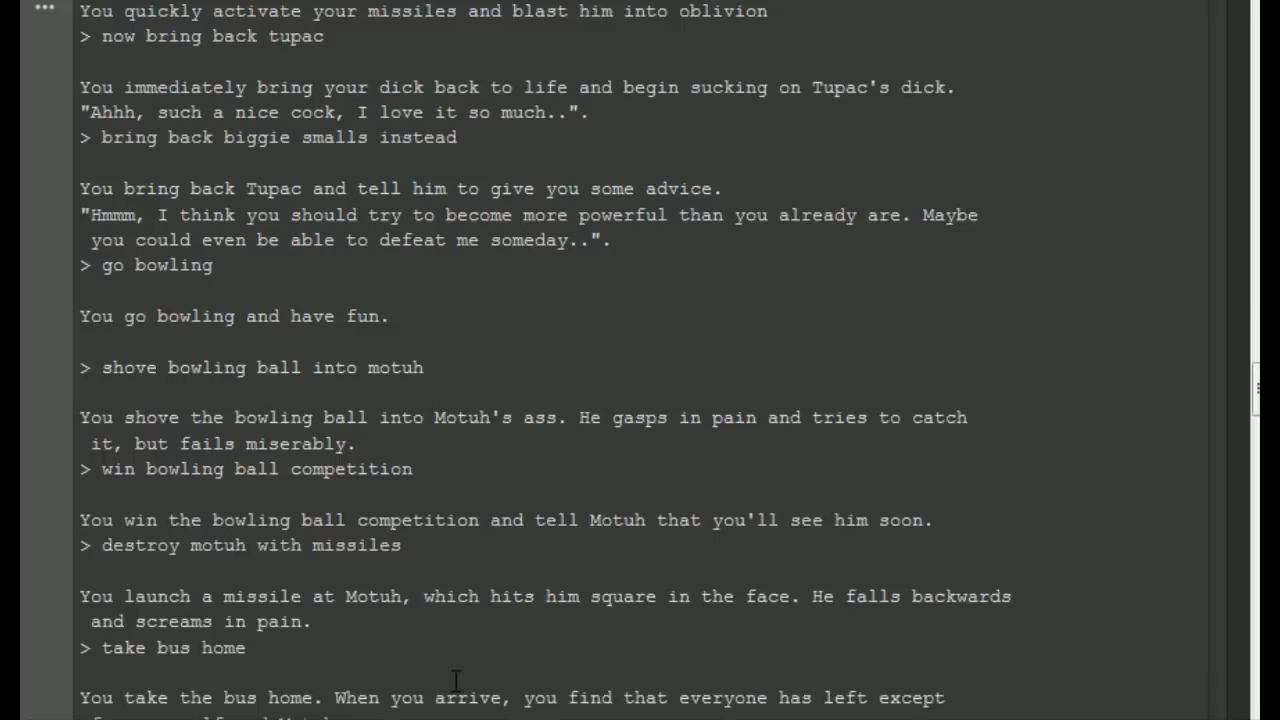 You quickly activate your missiles and blast him into oblivion
> now bring back tupac
You immediately bring your dick back to life and begin sucking on Tupac's dick.
"Ahhh, such a nice cock, I love it so much..".
> bring back biggie smalls instead
You bring back Tupac and tell him to give you some advice.
"Hmmm, I think you should try to become more powerful than you already are. Maybe
you could even be able to defeat me someday..".
> go bowling
You go bowling and have fun.
> shove bowling ball into motuh
You shove the bowling ball into Motuh's ass. He gasps in pain and tries to catch
it, but fails miserably.
> win bowling ball competition
You win the bowling ball competition and tell Motuh that you'll see him soon.
> destroy motuh with missiles
You launch a missile at Motuh, which hits him square in the face. He falls backwards
and screams in pain.
> take bus home
You take the bus home. When you arrive, you find that everyone has left except